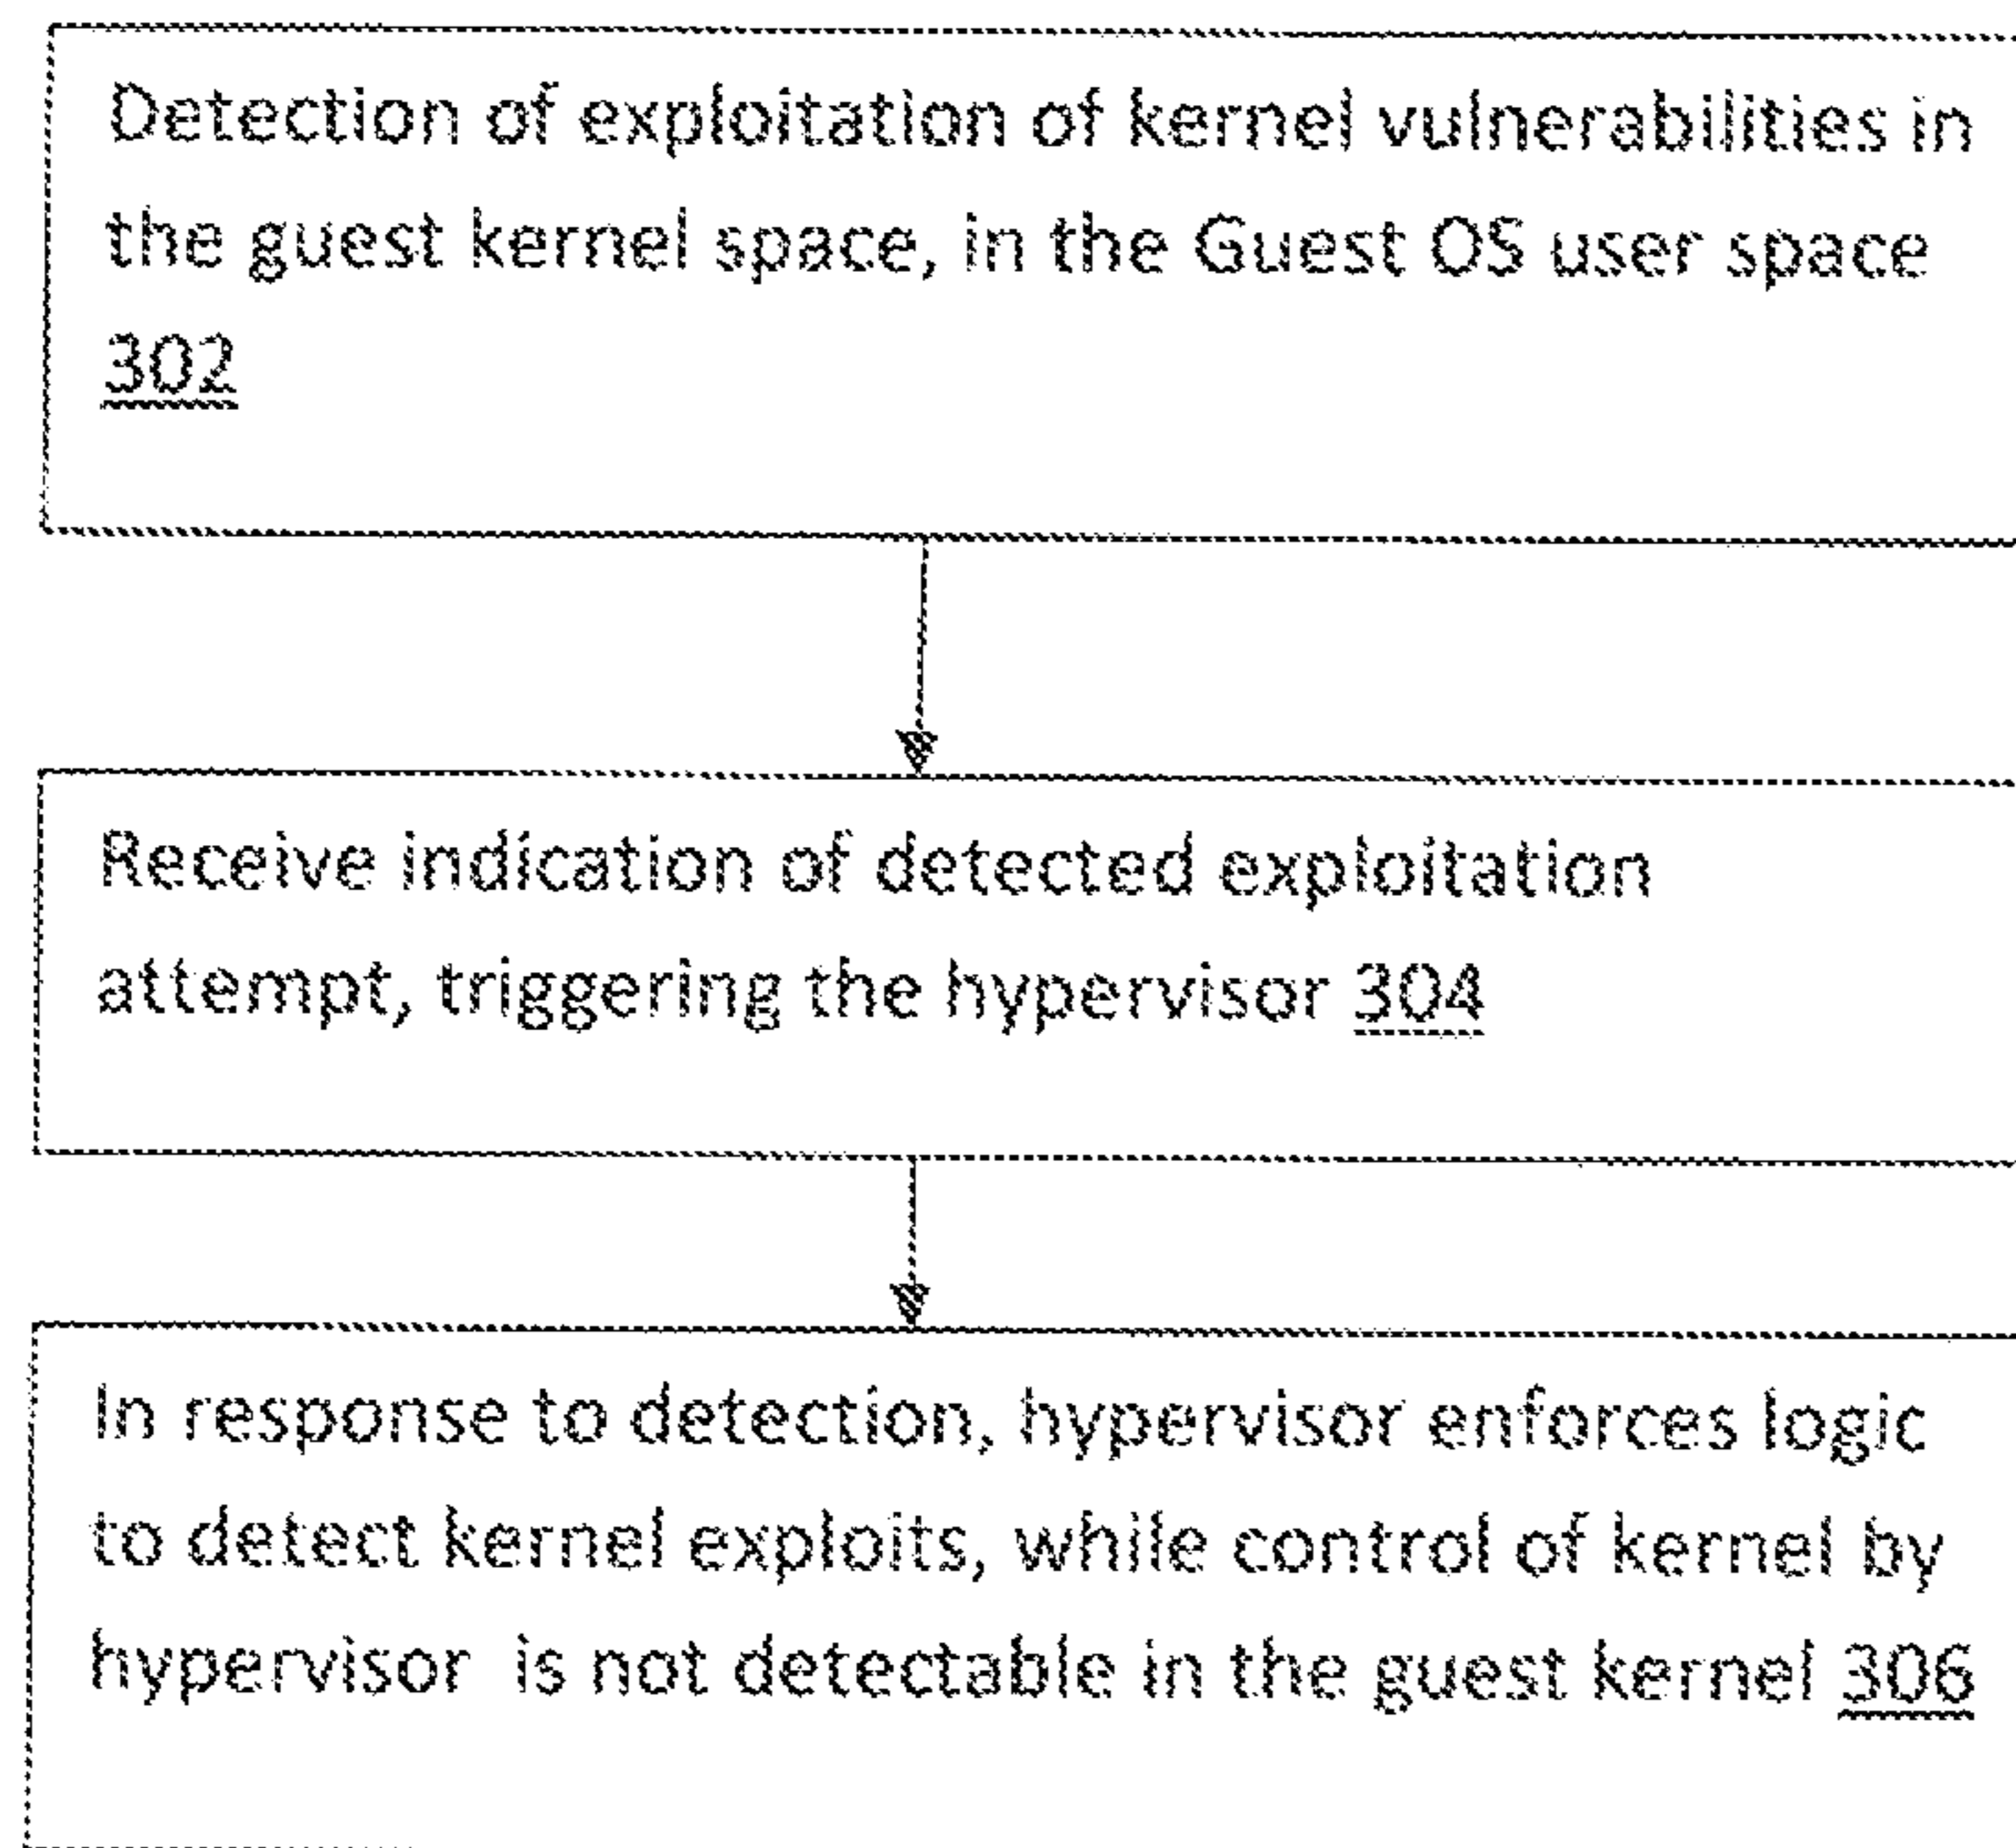 Detection of exploitation of kernel vulnerabilities in
the guest kernel space, in the Guest OS user space
302
Receive indication of detected exploitation
attempt, triggering the hypervisor 304
In response to detection, hypervisor enforces logic
to detect kernel exploits, while control of kernel by
hypervisor is not detectable in the guest kernel 306